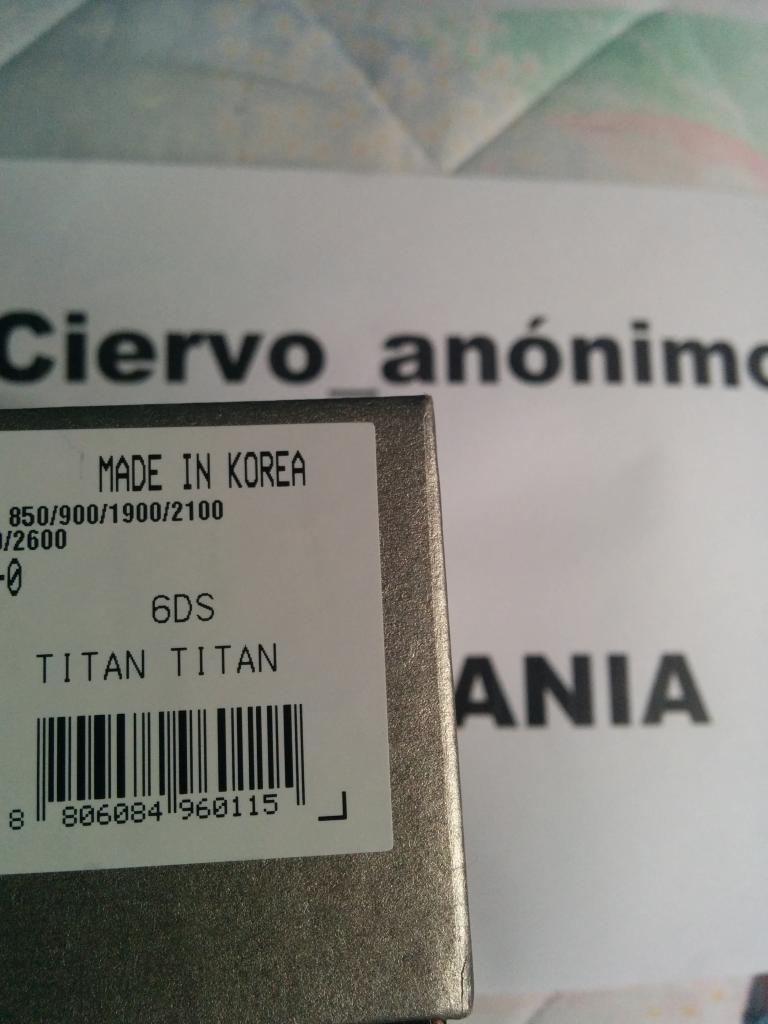 Ciervo_anónimo
MADE IN KOREA
850/900/1900/2100
/2600
-0
6DS
TITAN TITAN
ANIA
8 806084 960115